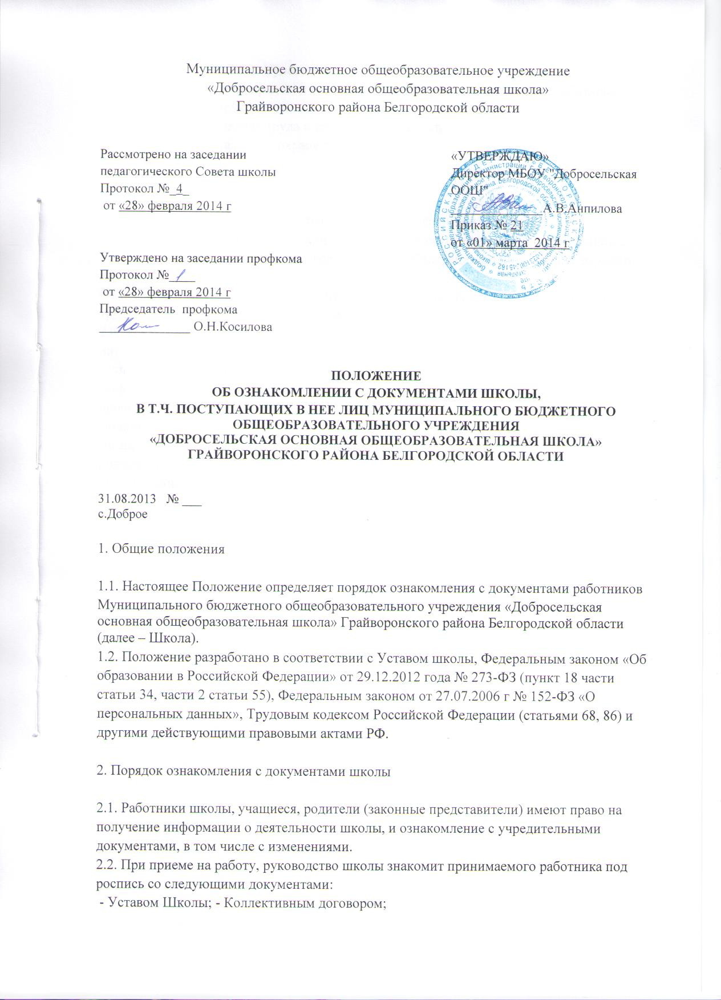 Муниципальное бюджетное общеобразовательное учреждение
«Добросельская основная общеобразовательная школа»
Грайворонского района Белгородской области
Рассмотрено на заседании
педагогического Совета школы
Протокол №_4_
от «28» февраля 2014 г
Утверждено на заседании профкома
Протокол №_1__
от «28» февраля 2014 г
Председатель профкома
______________ О.Н.Косилова
«УТВЕРЖДАЮ»
Директор МБОУ "Добросельская
ООШ"
______________А.В.Анпилова
Приказ № 21
от «01» марта 2014 г
ПОЛОЖЕНИЕ
ОБ ОЗНАКОМЛЕНИИ С ДОКУМЕНТАМИ ШКОЛЫ,
В Т.Ч. ПОСТУПАЮЩИХ В НЕЕ ЛИЦ МУНИЦИПАЛЬНОГО БЮДЖЕТНОГО
ОБЩЕОБРАЗОВАТЕЛЬНОГО УЧРЕЖДЕНИЯ
«ДОБРОСЕЛЬСКАЯ ОСНОВНАЯ ОБЩЕОБРАЗОВАТЕЛЬНАЯ ШКОЛА»
ГРАЙВОРОНСКОГО РАЙОНА БЕЛГОРОДСКОЙ ОБЛАСТИ
31.08.2013 № ___
с.Доброе
1. Общие положения
1.1. Настоящее Положение определяет порядок ознакомления с документами работников
Муниципального бюджетного общеобразовательного учреждения «Добросельская
основная общеобразовательная школа» Грайворонского района Белгородской области
(далее – Школа).
1.2. Положение разработано в соответствии с Уставом школы, Федеральным законом «Об
образовании в Российской Федерации» от 29.12.2012 года № 273-ФЗ (пункт 18 части
статьи 34, части 2 статьи 55), Федеральным законом от 27.07.2006 г № 152-ФЗ «О
персональных данных», Трудовым кодексом Российской Федерации (статьями 68, 86) и
другими действующими правовыми актами РФ.
2. Порядок ознакомления с документами школы
2.1. Работники школы, учащиеся, родители (законные представители) имеют право на
получение информации о деятельности школы, и ознакомление с учредительными
документами, в том числе с изменениями.
2.2. При приеме на работу, руководство школы знакомит принимаемого работника под
роспись со следующими документами:
- Уставом Школы; - Коллективным договором;